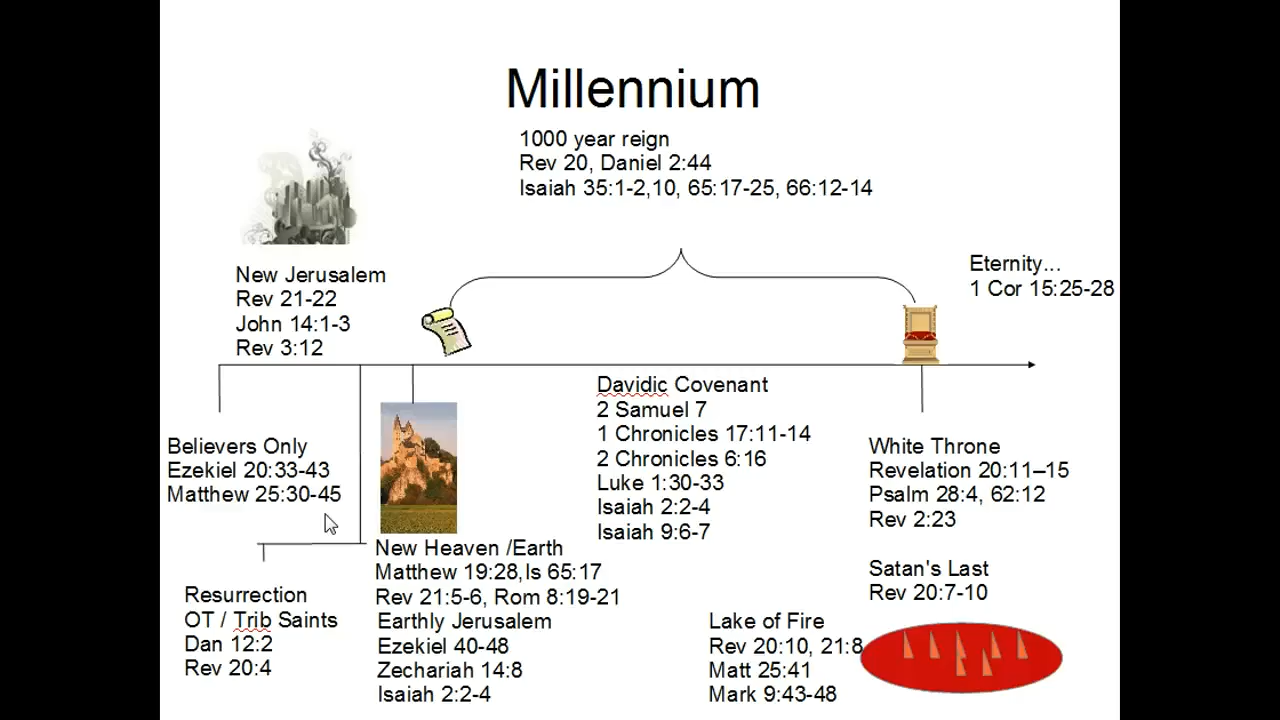 Millennium
1000 year reign
Rev 20, Daniel 2:44
Isaiah 35:1-2,10, 65:17-25, 66:12-14
New Jerusalem
Rev 21-22
John 14:1-3
Rev 3:12
Eternity...
1 Cor 15:25-28
Believers Only
Ezekiel 20:33-43
Matthew 25:30-45
Resurrection
OT / Trib Saints
Dan 12:2
Rev 20:4
New Heaven /Earth
Matthew 19:28,Is 65:17
Rev 21:5-6, Rom 8:19-21
Earthly Jerusalem
Ezekiel 40-48
Zechariah 14:8
Isaiah 2:2-4
Davidic Covenant
2 Samuel 7
1 Chronicles 17:11-14
2 Chronicles 6:16
Luke 1:30-33
Isaiah 2:2-4
Isaiah 9:6-7
White Throne
Revelation 20:11–15
Psalm 28:4, 62:12
Rev 2:23
Satan's Last
Rev 20:7-10
Lake of Fire
Rev 20:10, 21:8
Matt 25:41
Mark 9:43-48